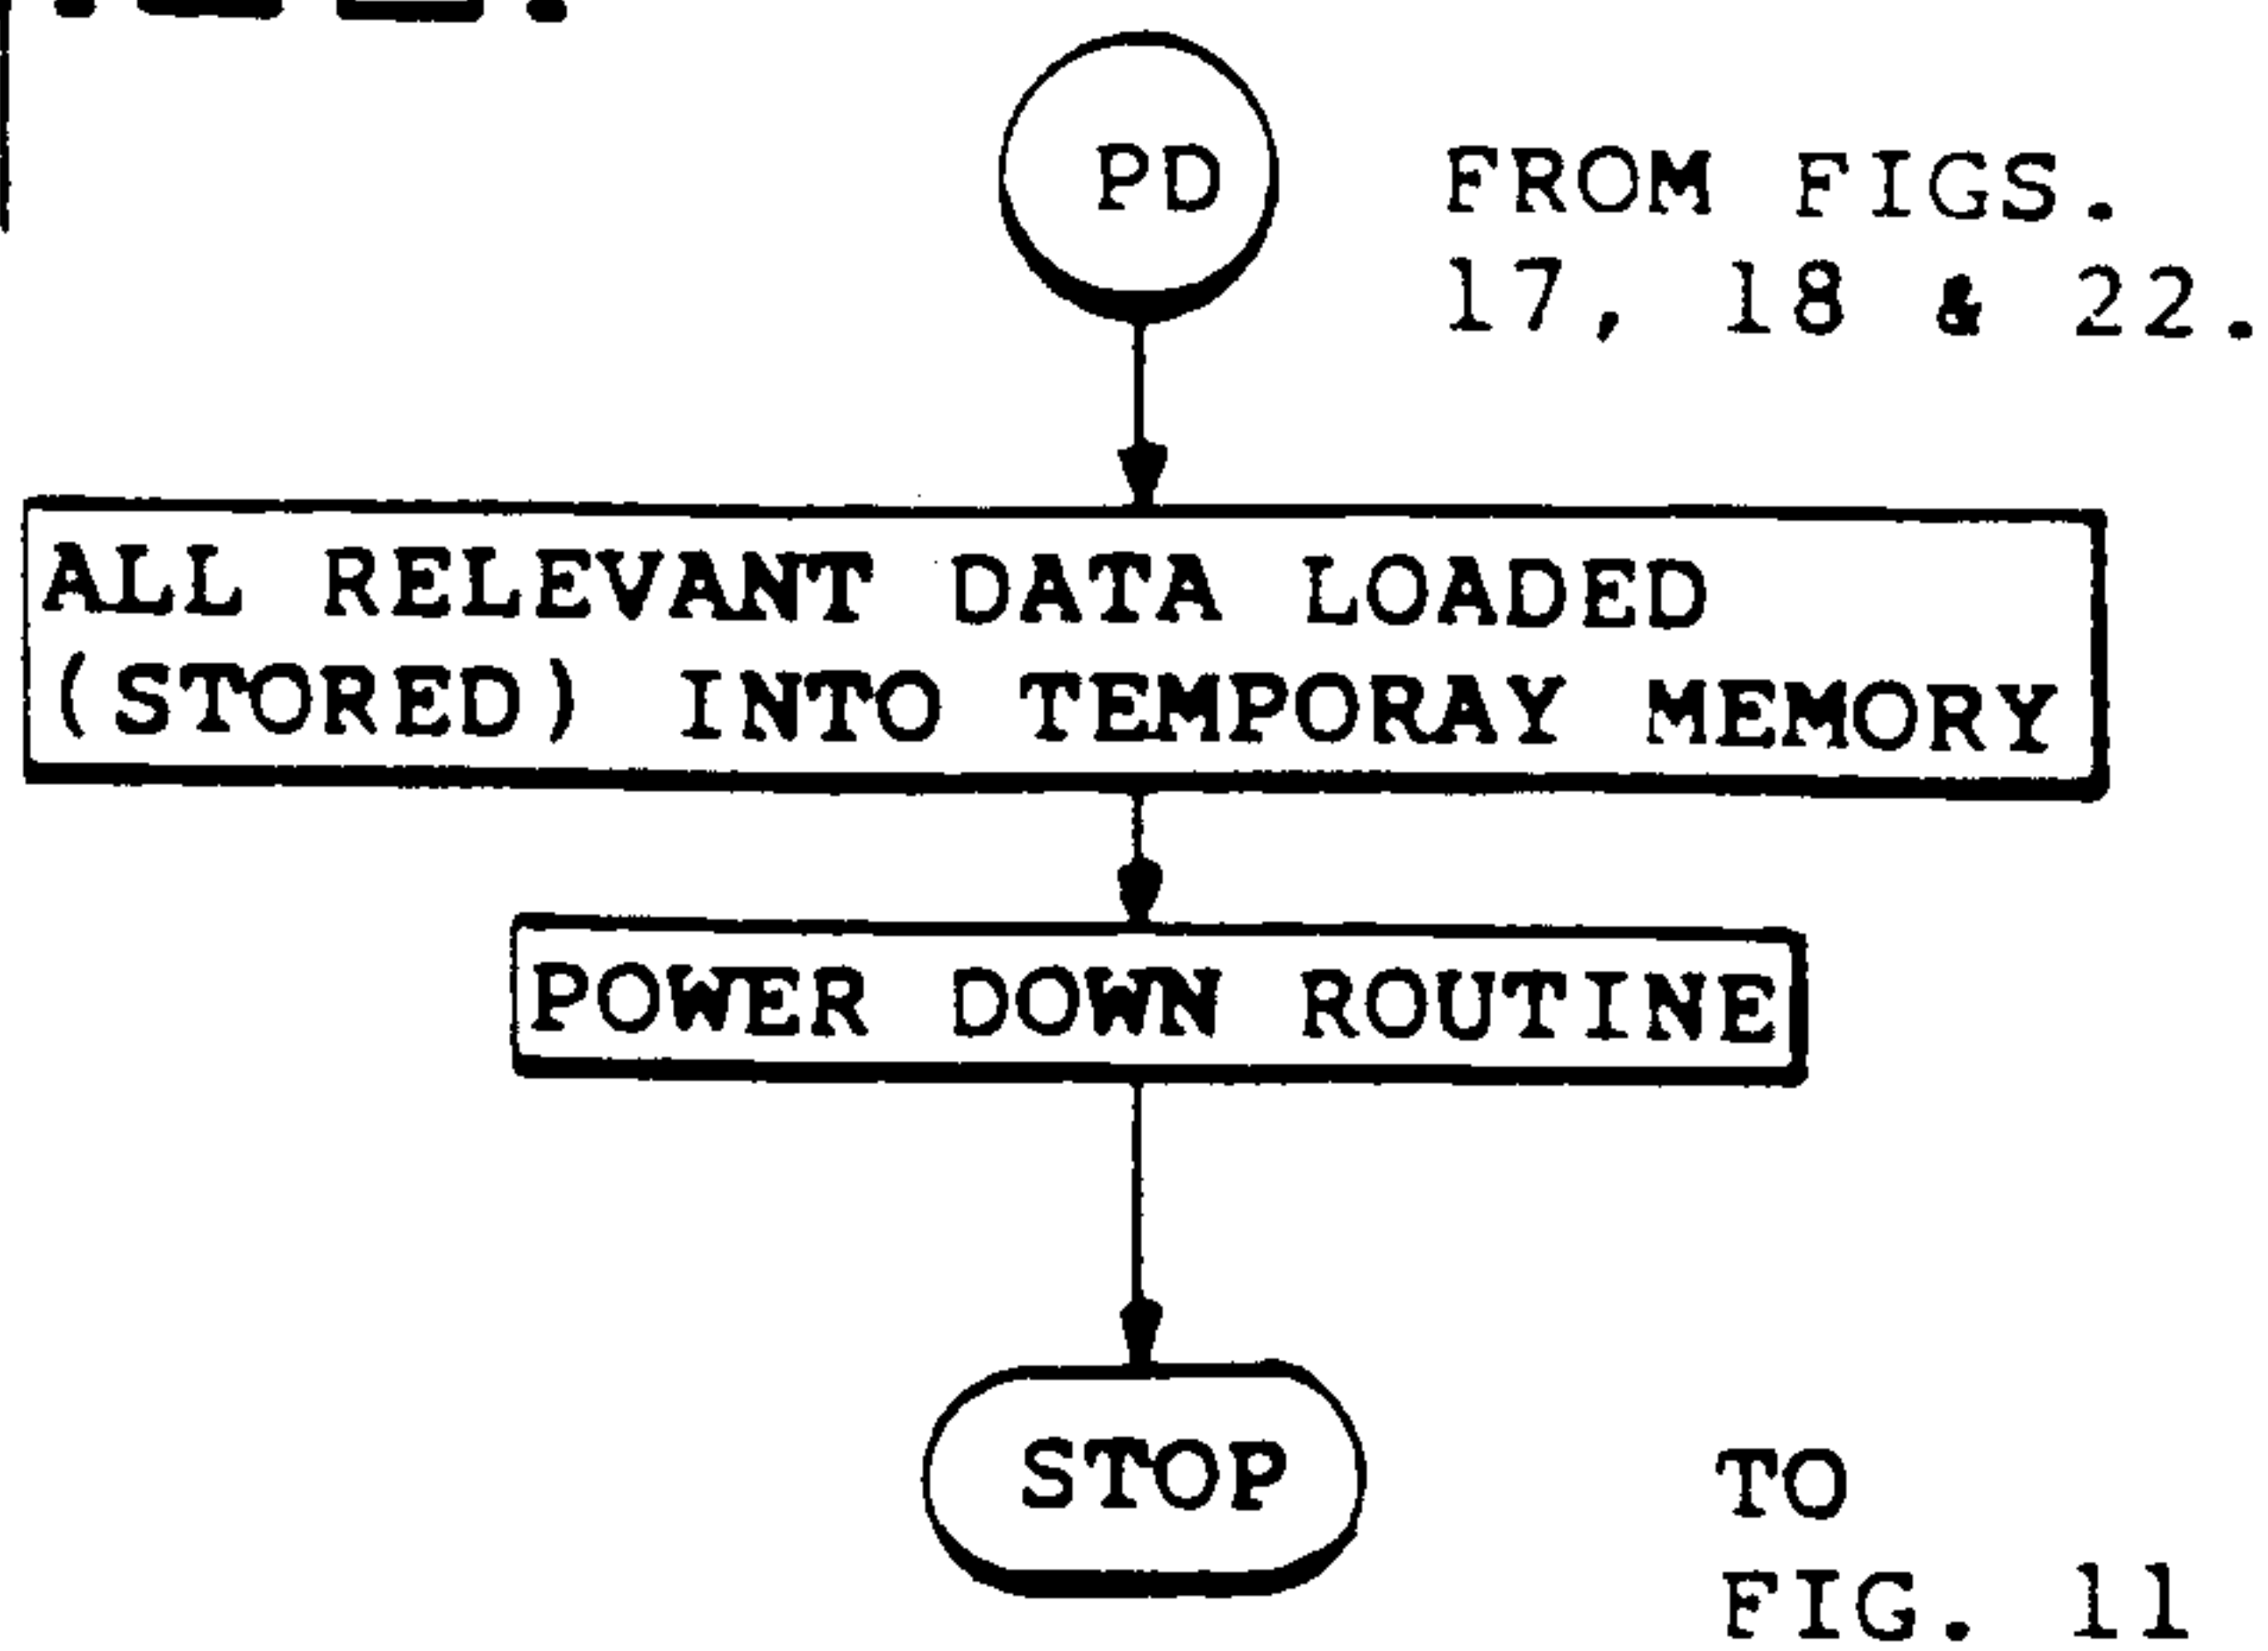 PD
FROM FIGS.
17, 18 & 22.
ALL RELEVANT DATA LOADED
(STORED) INTO TEMPORAY MEMORY
POWER DOWN ROUTINE
STOP
TO
FIG. 11